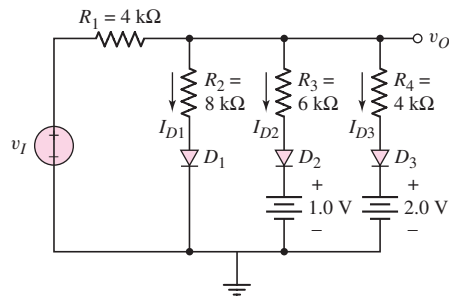 R1 = 4 kΩ
vO
R2 =
8 kΩ
R3 =
6 kΩ
R4 =
4 kΩ
ID1
ID2
ID3
vI
D1
D2
D3
+
1.0 V
–
+
2.0 V
–